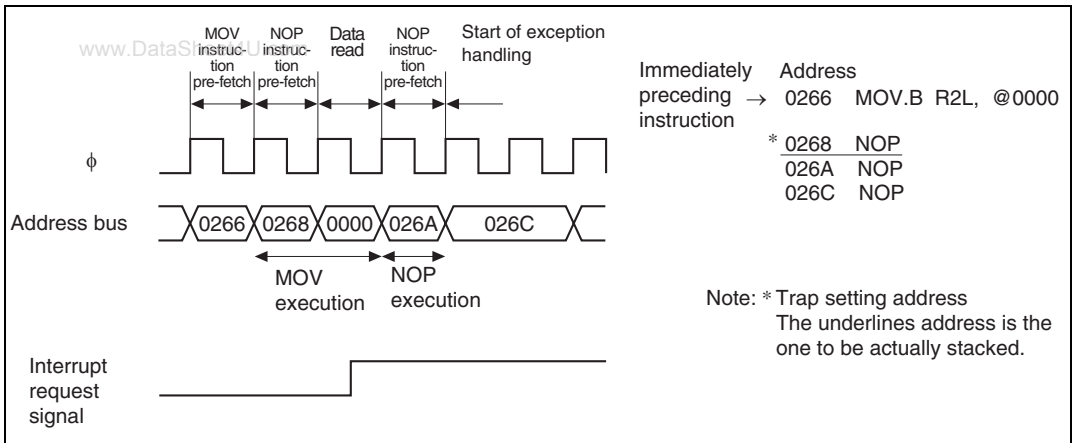 www.DataSheet4U.com
MOV instruc-
tion
pre-fetch
NOP instruc-
tion
pre-fetch
Data
read
NOP
instruc-
tion
pre-fetch
Start of exception
handling
φ
Address bus
0266 0268 0000 026A 026C
MOV
execution
NOP
execution
Interrupt
request
signal
Immediately
preceding →
instruction
Address
0266 MOV.B R2L, @0000
* 0268 NOP
026A NOP
026C NOP
Note: * Trap setting address
The underlines address is the
one to be actually stacked.